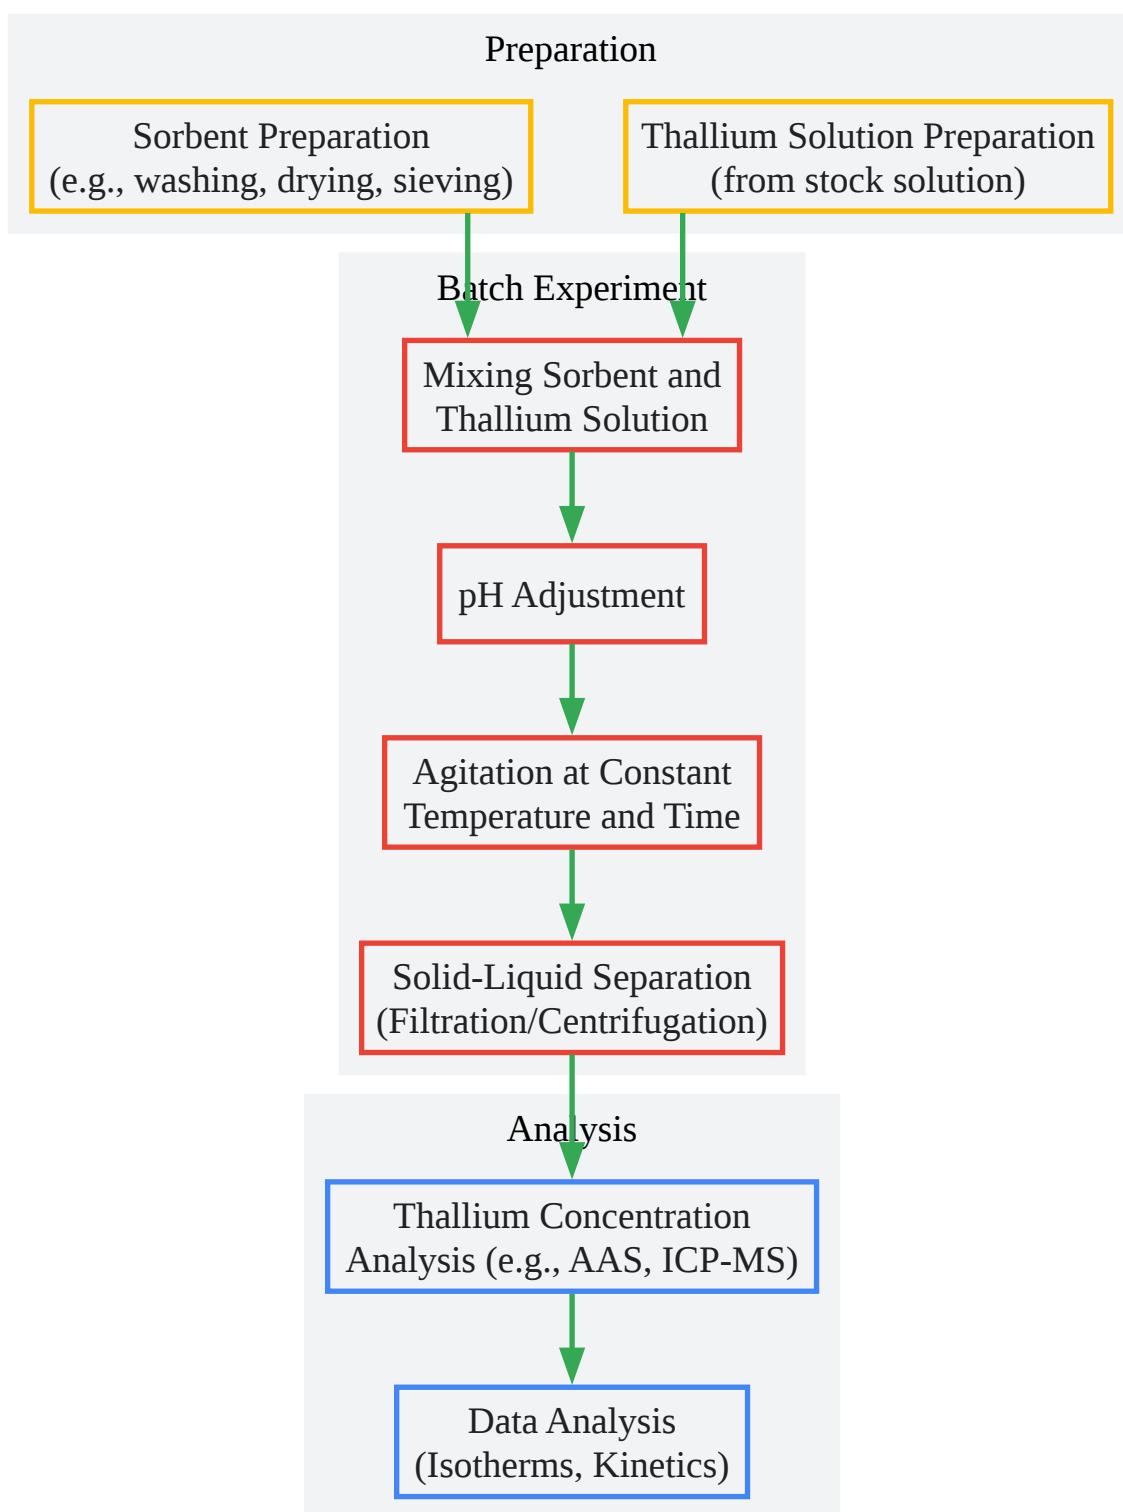 Preparation
Sorbent Preparation
(e.g., washing, drying, sieving)
Thallium Solution Preparation
(from stock solution)
Batch Experiment
Mixing Sorbent and
Thallium Solution
pH Adjustment
Agitation at Constant
Temperature and Time
Solid-Liquid Separation
(Filtration/Centrifugation)
Analysis
Thallium Concentration
Analysis (e.g., AAS, ICP-MS)
Data Analysis
(Isotherms, Kinetics)